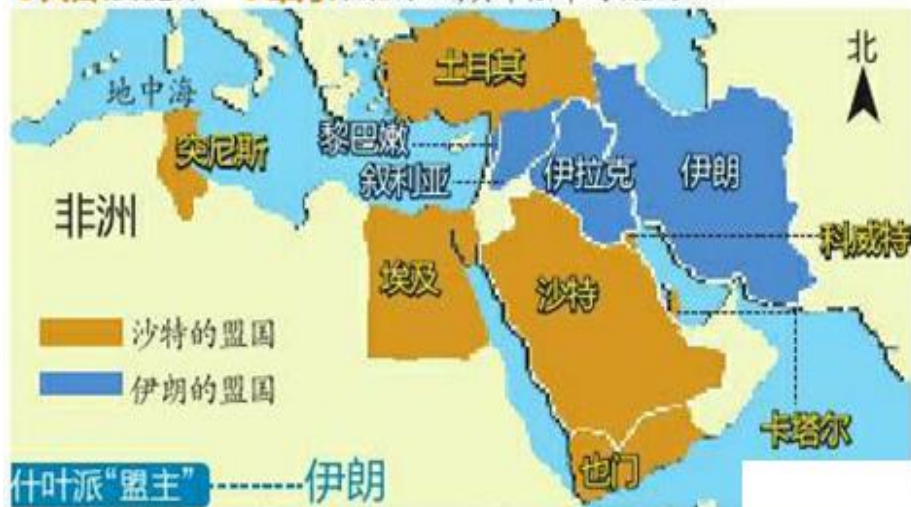 北
土耳其
地中海
黎巴嫩
突尼斯
叙利亚
伊拉克
伊朗
非洲
科威特
埃及
沙特
沙特的盟国
伊朗的盟国
卡塔尔
也门
什叶派“盟主” 伊朗